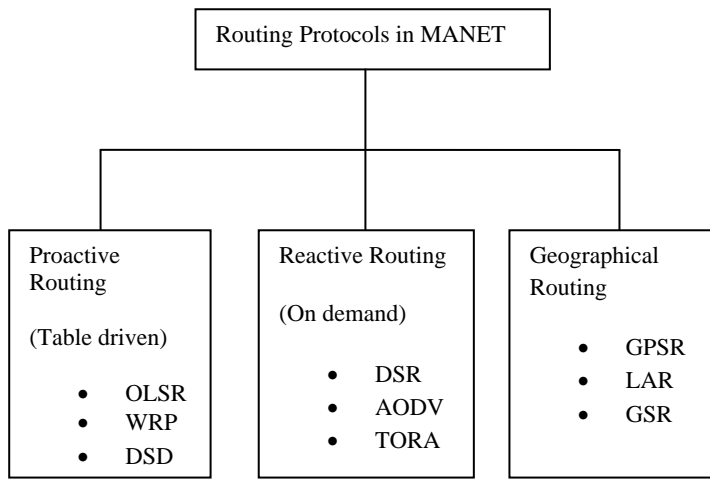 Routing Protocols in MANET
Proactive
Routing
(Table driven)
• OLSR
• WRP
• DSD
Reactive Routing
(On demand)
• DSR
• AODV
• TORA
Geographical
Routing
• GPSR
• LAR
• GSR